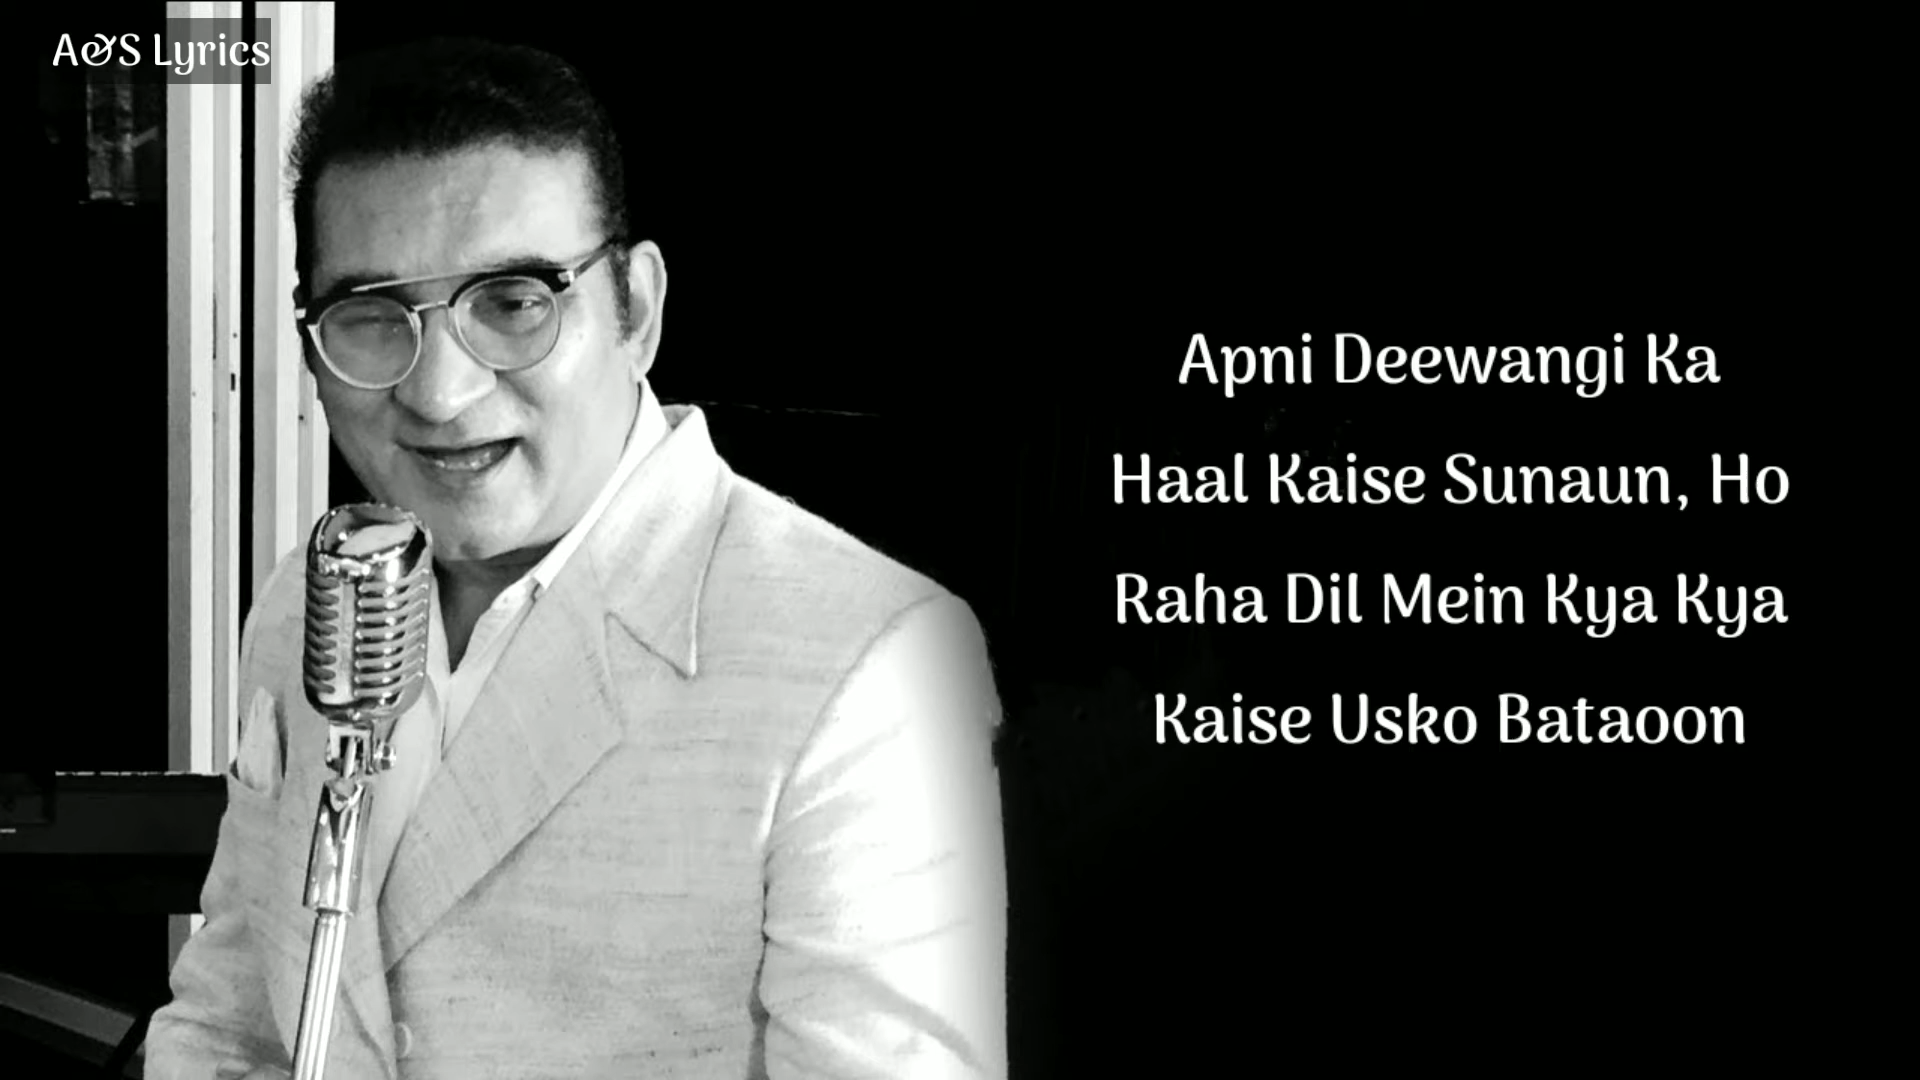 A&S Lyrics
Apni Deewangi Ka
Haal Kaise Sunaun, Ho
Raha Dil Mein Kya Kya
Kaise Usko Bataoon